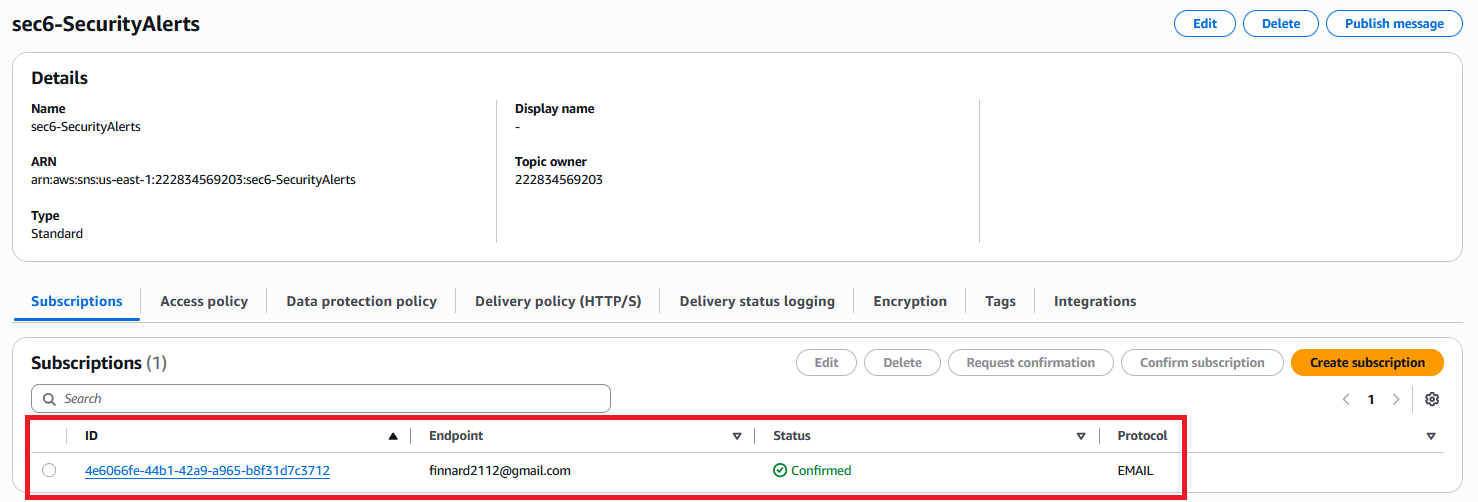 sec6-SecurityAlerts
Edit Delete Publish message
Details
Name
sec6-SecurityAlerts
ARN
arn:aws:sns:us-east-1:222834569203:sec6-SecurityAlerts
Type
Standard
Display name
-
Topic owner
222834569203
Subscriptions Access policy Data protection policy Delivery policy (HTTP/S) Delivery status logging Encryption Tags Integrations
Subscriptions (1)
Edit Delete Request confirmation Confirm subscription Create subscription
Search
1
ID Endpoint Status Protocol
4e6066fe-44b1-42a9-a965-b8f31d7c3712 finnard2112@gmail.com Confirmed EMAIL